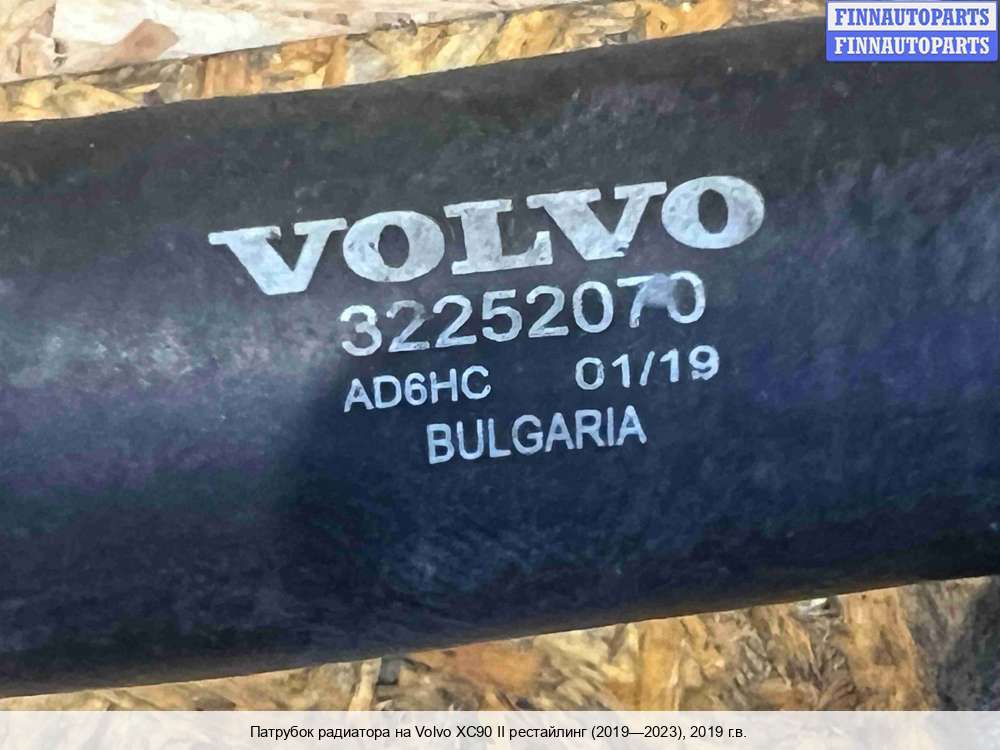 FINNAUTOPARTS
FINNAUTOPARTS
VOLVO
32252070
AD6HC 01/19
BULGARIA
Патрубок радиатора на Volvo XC90 II рестайлинг (2019—2023), 2019 г.в.